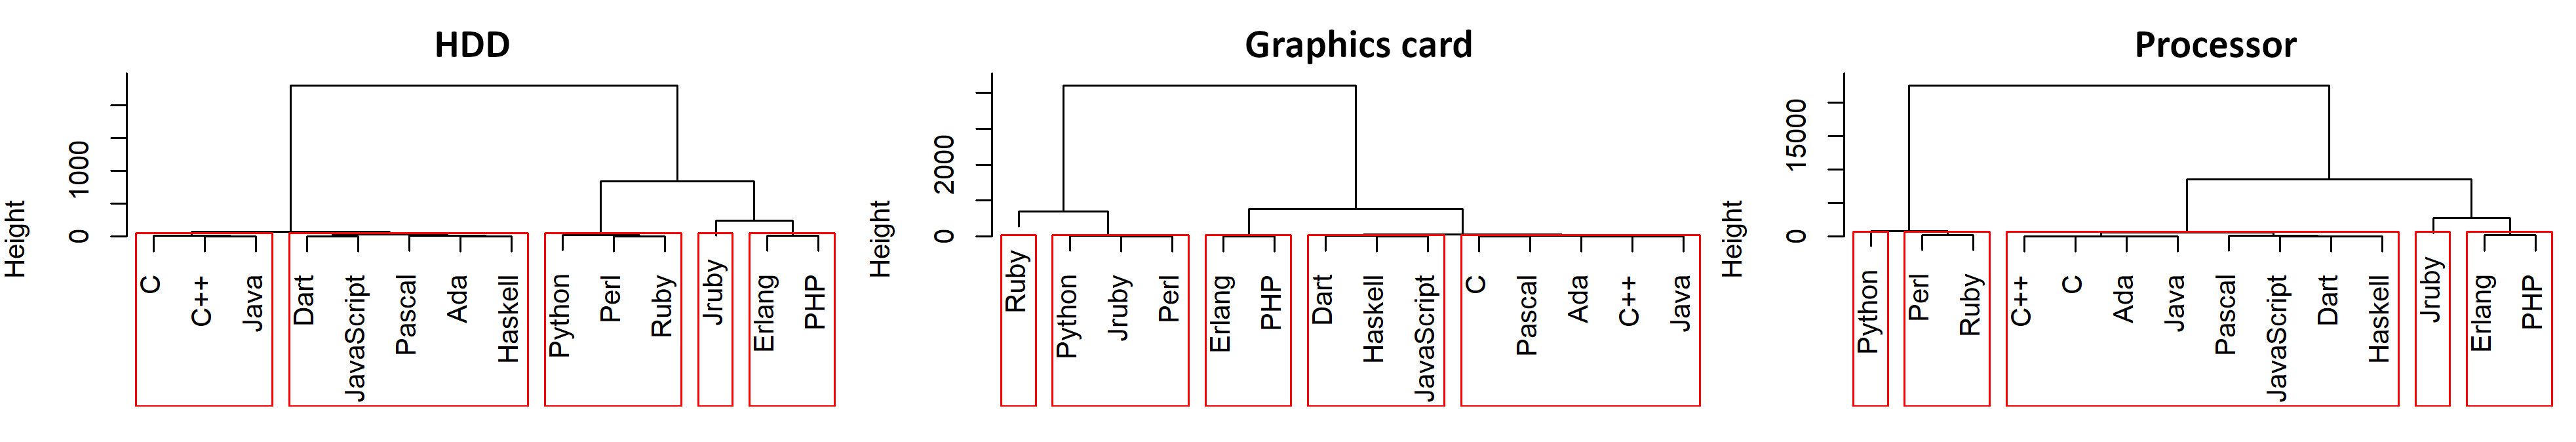 HDD
Height
0
1000
C
C++
Java
Dart
JavaScript
Pascal
Ada
Haskell
Python
Perl
Ruby
Jruby
Erlang
PHP
Graphics card
Height
0
2000
Ruby
Python
Jruby
Perl
Erlang
PHP
Dart
Haskell
JavaScript
C
Pascal
Ada
C++
Java
Processor
Height
0
15000
Python
Perl
Ruby
C++
C
Ada
Java
Pascal
JavaScript
Dart
Haskell
Jruby
Erlang
PHP